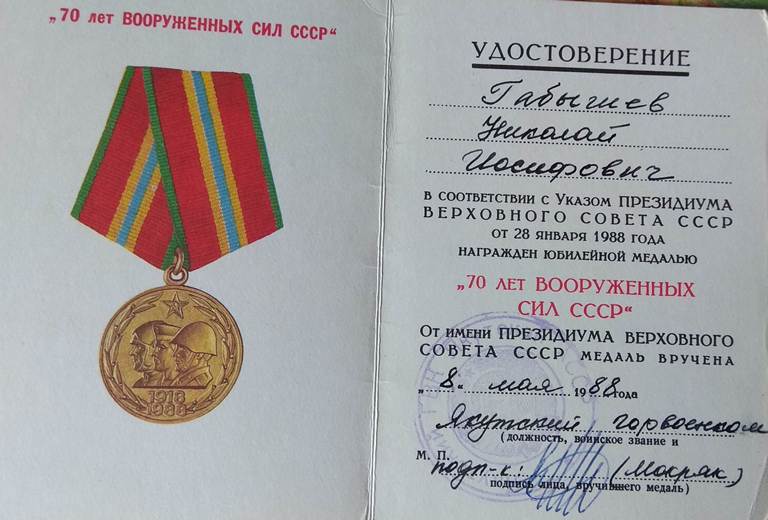 „70 лет ВООРУЖЕННЫХ СИЛ СССР“
1918
1988
УДОСТОВЕРЕНИЕ
Габышев
Николай
Иосифович
В СООТВЕТСТВИИ С УКАЗОМ ПРЕЗИДИУМА
ВЕРХОВНОГО СОВЕТА СССР
ОТ 28 ЯНВАРЯ 1988 ГОДА
НАГРАЖДЕН ЮБИЛЕЙНОЙ МЕДАЛЬЮ
„70 лет ВООРУЖЕННЫХ
СИЛ СССР“
ОТ ИМЕНИ ПРЕЗИДИУМА ВЕРХОВНОГО
СОВЕТА СССР МЕДАЛЬ ВРУЧЕНА
„8“ мая 1988 года
Якутский горвоенком
(должность, воинское звание и
М. П.
подп-к: (Мокряк)
подпись лица, вручившего медаль)